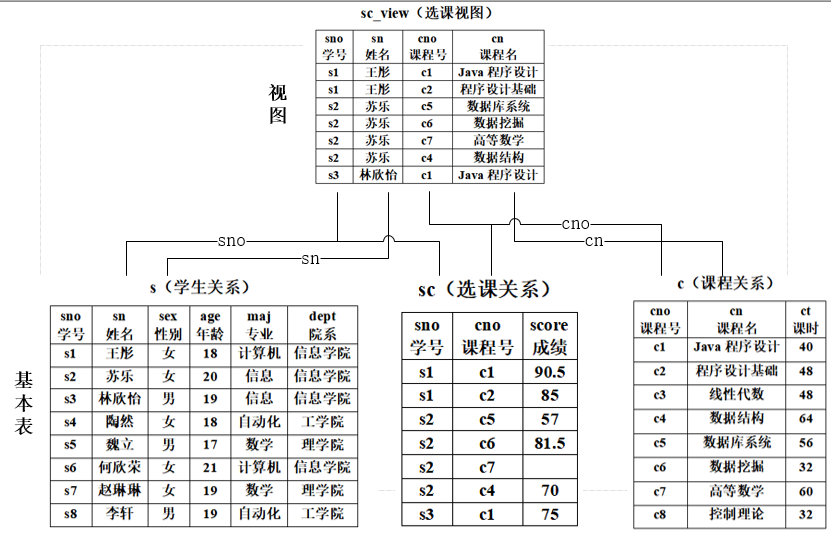 sc_view（选课视图）
sno sn cno cn
学号 姓名 课程号 课程名
s1 王彤 c1 Java 程序设计
s1 王彤 c2 程序设计基础
s2 苏乐 c5 数据库系统
s2 苏乐 c6 数据挖掘
s2 苏乐 c7 高等数学
s2 苏乐 c4 数据结构
s3 林欣怡 c1 Java 程序设计
视图
sno
sn
cno
cn
基本表
s（学生关系）
sno sn sex age maj dept
学号 姓名 性别 年龄 专业 院系
s1 王彤 女 18 计算机 信息学院
s2 苏乐 女 20 信息 信息学院
s3 林欣怡 男 19 信息 信息学院
s4 陶然 女 18 自动化 工学院
s5 魏立 男 17 数学 理学院
s6 何欣荣 女 21 计算机 信息学院
s7 赵琳琳 女 19 数学 理学院
s8 李轩 男 19 自动化 工学院
sc（选课关系）
sno cno score
学号 课程号 成绩
s1 c1 90.5
s1 c2 85
s2 c5 57
s2 c6 81.5
s2 c7
s2 c4 70
s3 c1 75
c（课程关系）
cno cn ct
课程号 课程名 课时
c1 Java 程序设计 40
c2 程序设计基础 48
c3 线性代数 48
c4 数据结构 64
c5 数据库系统 56
c6 数据挖掘 32
c7 高等数学 60
c8 控制理论 32